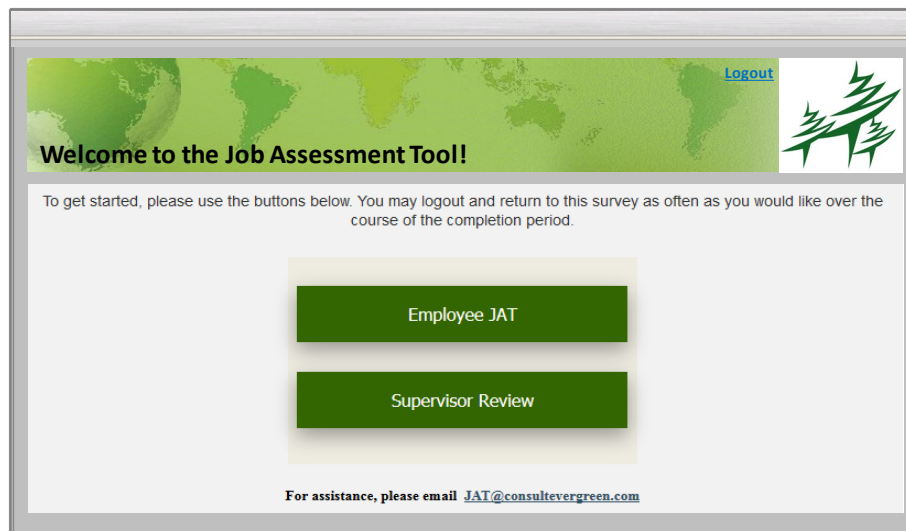 Logout
Welcome to the Job Assessment Tool!
To get started, please use the buttons below. You may logout and return to this survey as often as you would like over the
course of the completion period.
Employee JAT
Supervisor Review
For assistance, please email JAT@consultevergreen.com